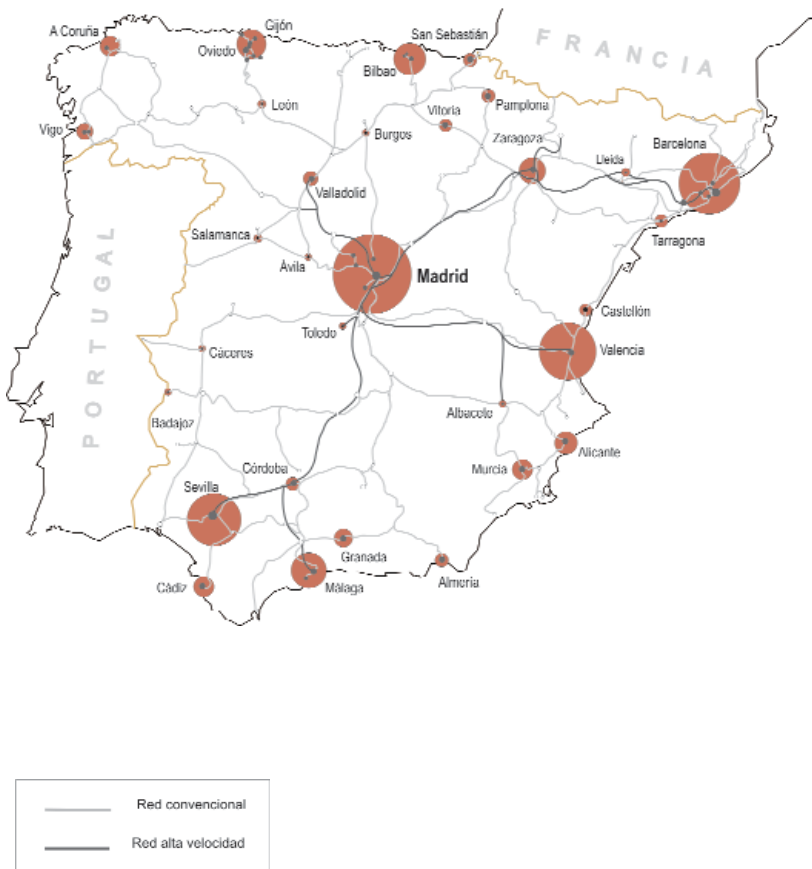 A Coruña
Gijón
Oviedo
San Sebastián
Bilbao
FRANCIA
León
Vitoria
Pamplona
Vigo
Burgos
Zaragoza
Barcelona
Lleida
Valladolid
Salamanca
Tarragona
Ávila
Madrid
PORTUGAL
Castellón
Toledo
Valencia
Cáceres
Badajoz
Albacete
Alicante
Murcia
Córdoba
Sevilla
Granada
Almería
Cádiz
Málaga
Red convencional
Red alta velocidad